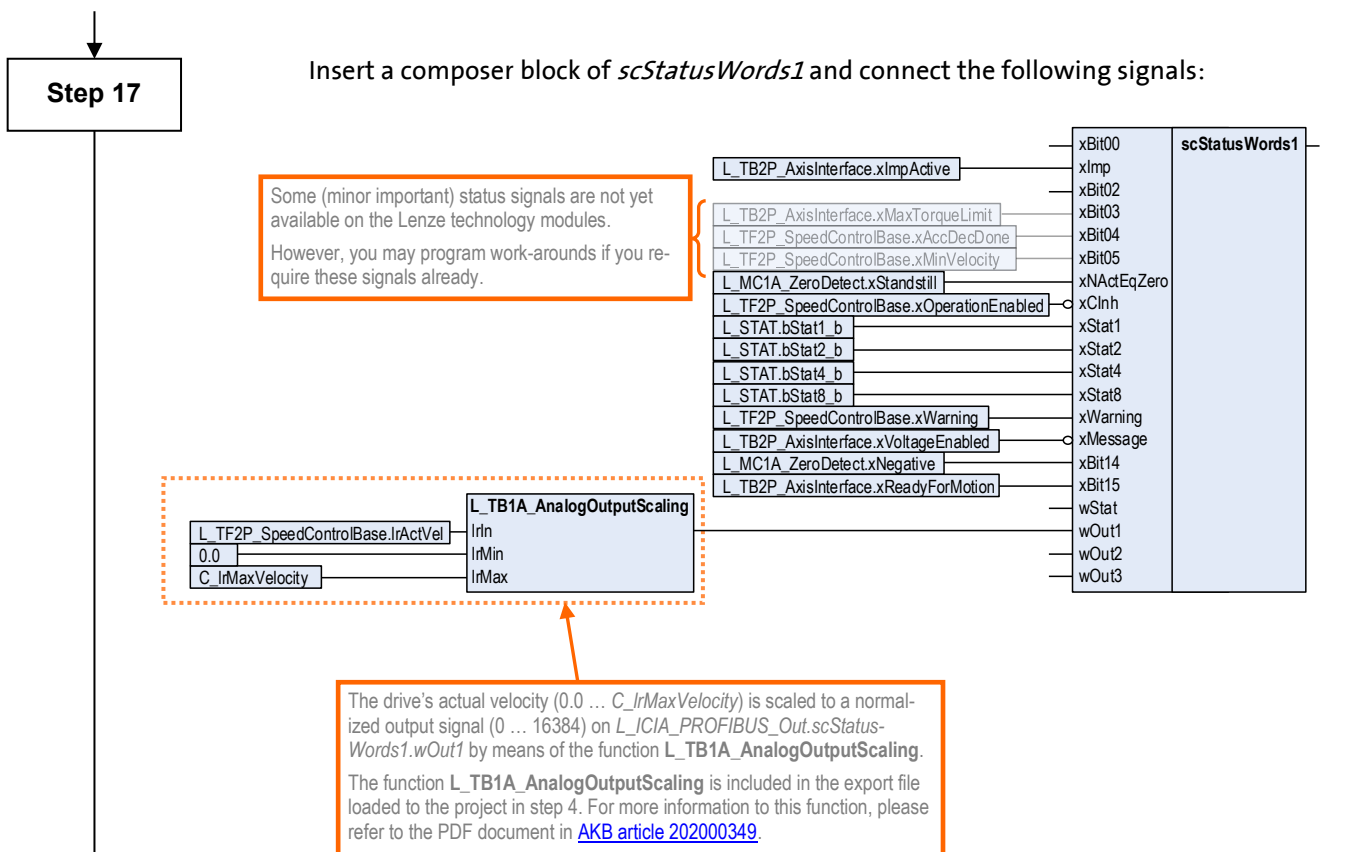 Step 17
Insert a composer block of scStatusWords1 and connect the following signals:
Some (minor important) status signals are not yet
available on the Lenze technology modules.
However, you may program work-arounds if you re-
quire these signals already.
xBit00
scStatusWords1
L_TB2P_AxisInterface.xImpActive
xImp
xBit02
L_TB2P_AxisInterface.xMaxTorqueLimit
xBit03
L_TF2P_SpeedControlBase.xAccDecDone
xBit04
L_TF2P_SpeedControlBase.xMinVelocity
xBit05
L_MC1A_ZeroDetect.xStandstill
xNActEqZero
L_TF2P_SpeedControlBase.xOperationEnabled
xCInh
L_STAT.bStat1_b
xStat1
L_STAT.bStat2_b
xStat2
L_STAT.bStat4_b
xStat4
L_STAT.bStat8_b
xStat8
L_TF2P_SpeedControlBase.xWarning
xWarning
L_TB2P_AxisInterface.xVoltageEnabled
xMessage
L_MC1A_ZeroDetect.xNegative
xBit14
L_TB2P_AxisInterface.xReadyForMotion
xBit15
wStat
wOut1
wOut2
wOut3
L_TB1A_AnalogOutputScaling
L_TF2P_SpeedControlBase.lrActVel
lrIn
0.0
lrMin
C_lrMaxVelocity
lrMax
The drive's actual velocity (0.0 … C_lrMaxVelocity) is scaled to a normal-
ized output signal (0 … 16384) on L_ICIA_PROFIBUS_Out.scStatus-
Words1.wOut1 by means of the function L_TB1A_AnalogOutputScaling.
The function L_TB1A_AnalogOutputScaling is included in the export file
loaded to the project in step 4. For more information to this function, please
refer to the PDF document in AKB article 202000349.